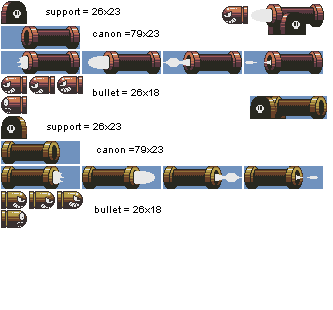 support = 26x23
canon =79x23
bullet = 26x18
support = 26x23
canon =79x23
bullet = 26x18